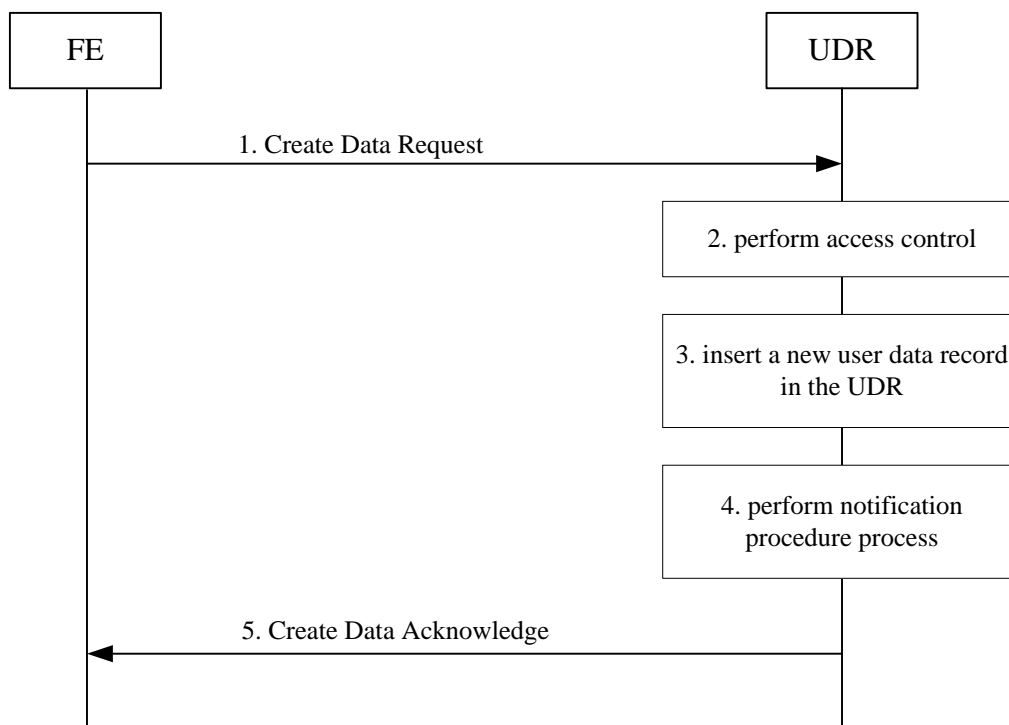 FE
UDR
1. Create Data Request
2. perform access control
3. insert a new user data record
in the UDR
4. perform notification
procedure process
5. Create Data Acknowledge